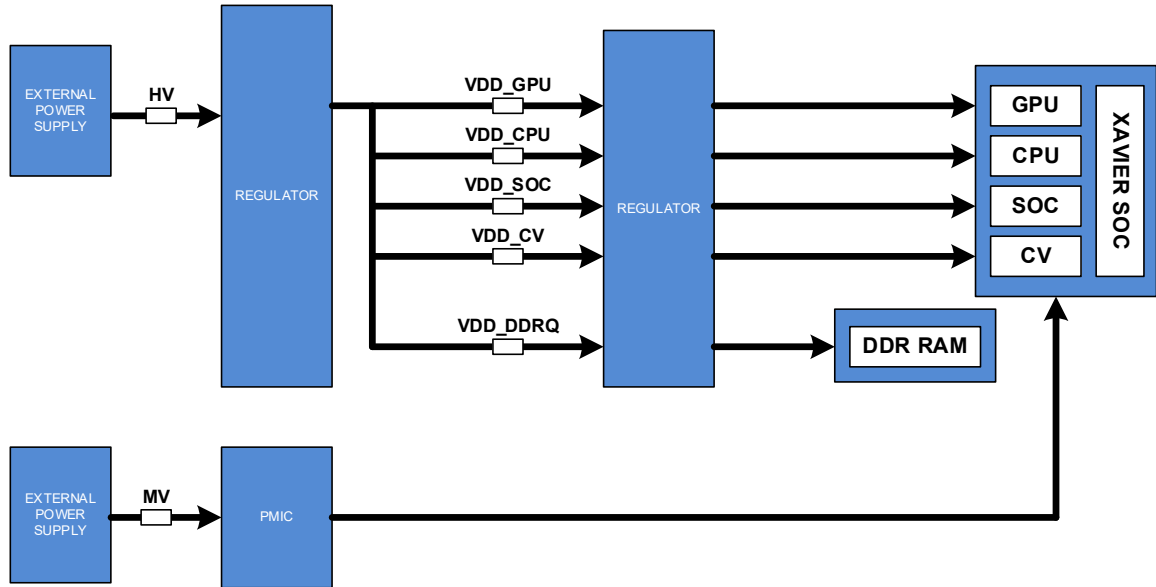 EXTERNAL
POWER
SUPPLY
HV
REGULATOR
VDD_GPU
VDD_CPU
VDD_SOC
VDD_CV
VDD_DDRQ
REGULATOR
GPU
CPU
SOC
CV
XAVIER SOC
DDR RAM
EXTERNAL
POWER
SUPPLY
MV
PMIC